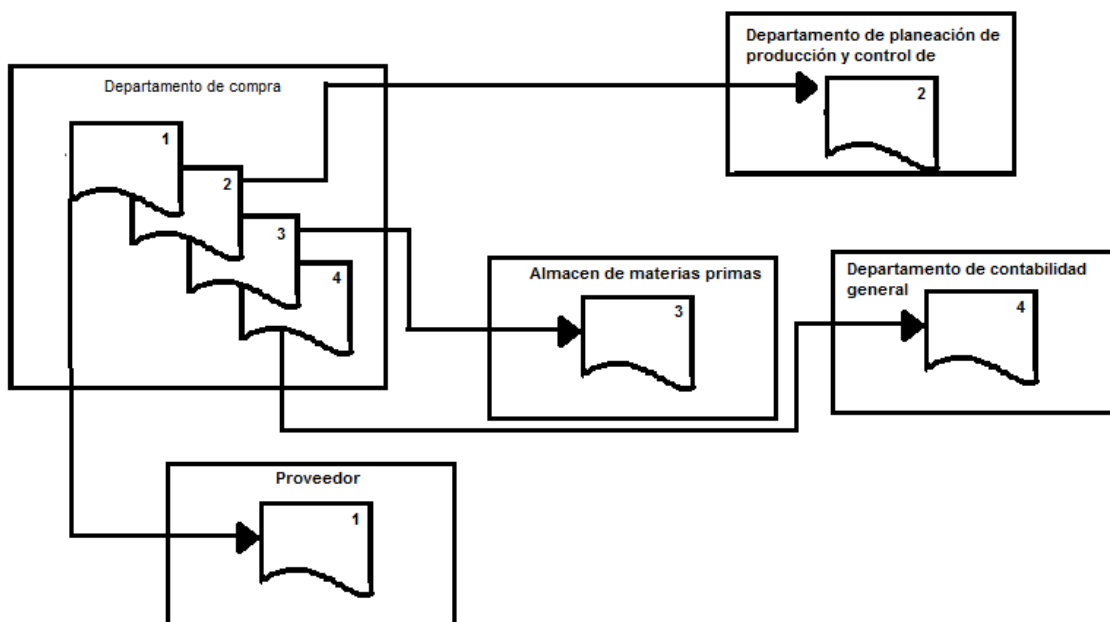 Departamento de compra
1
2
3
4
Departamento de planeación de
producción y control de
2
Almacen de materias primas
3
Departamento de contabilidad
general
4
Proveedor
1